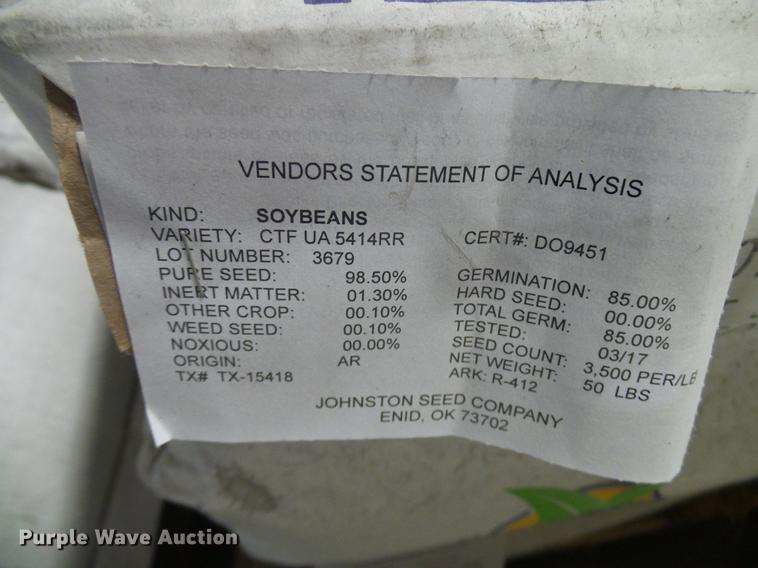 VENDORS STATEMENT OF ANALYSIS
KIND: SOYBEANS
VARIETY: CTF UA 5414RR CERT#: DO9451
LOT NUMBER: 3679
PURE SEED: 98.50% GERMINATION: 85.00%
INERT MATTER: 01.30% HARD SEED: 00.00%
OTHER CROP: 00.10% TOTAL GERM: 85.00%
WEED SEED: 00.10% TESTED: 03/17
NOXIOUS: 00.00% SEED COUNT: 3,500 PER/LB
ORIGIN: AR NET WEIGHT: 50 LBS
TX# TX-15418 ARK: R-412
JOHNSTON SEED COMPANY
ENID, OK 73702
Purple Wave Auction